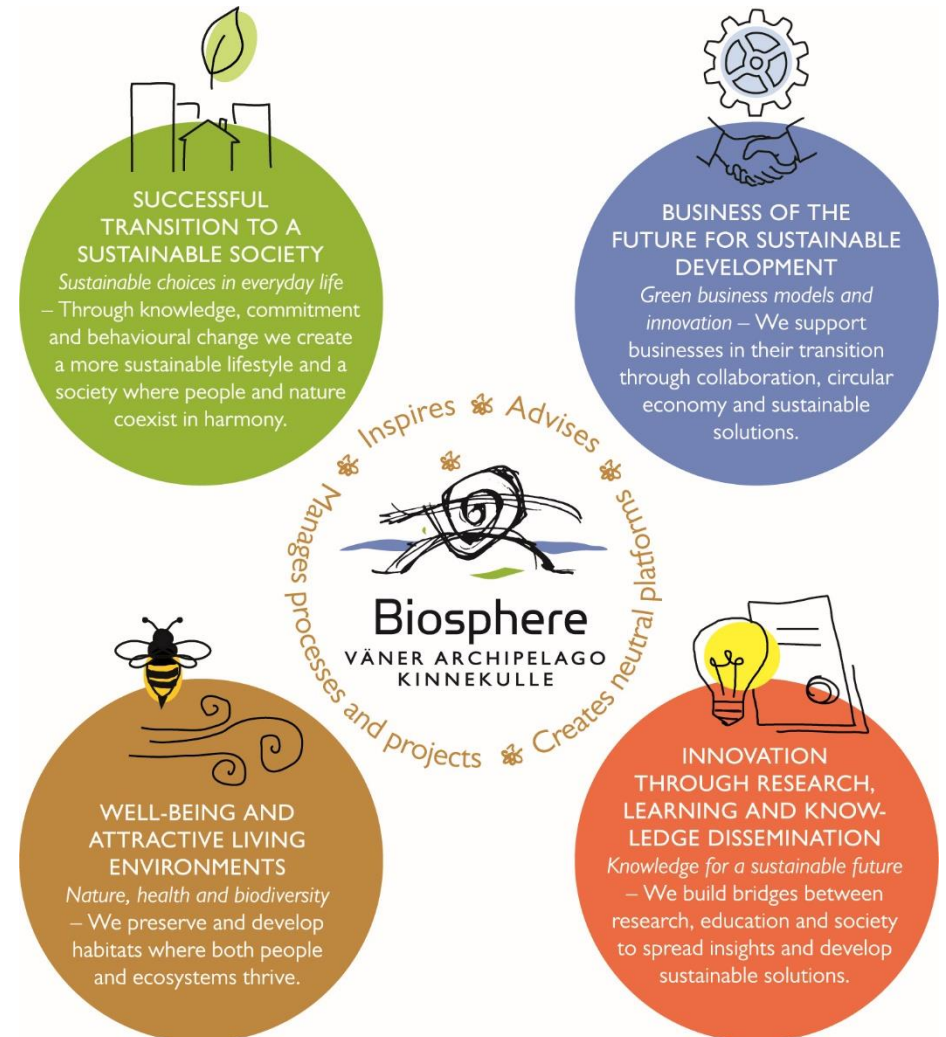 SUCCESSFUL
TRANSITION TO A
SUSTAINABLE SOCIETY
Sustainable choices in everyday life
– Through knowledge, commitment
and behavioural change we create
a more sustainable lifestyle and a
society where people and nature
coexist in harmony.
BUSINESS OF THE
FUTURE FOR SUSTAINABLE
DEVELOPMENT
Green business models and
innovation – We support
businesses in their transition
through collaboration, circular
economy and sustainable
solutions.
Inspires
Advises
Creates neutral platforms
Manages processes and projects
Biosphere
VÄNER ARCHIPELAGO
KINNEKULLE
WELL-BEING AND
ATTRACTIVE LIVING
ENVIRONMENTS
Nature, health and biodiversity
– We preserve and develop
habitats where both people
and ecosystems thrive.
INNOVATION
THROUGH RESEARCH,
LEARNING AND KNOW-
LEDGE DISSEMINATION
Knowledge for a sustainable future
– We build bridges between
research, education and society
to spread insights and develop
sustainable solutions.